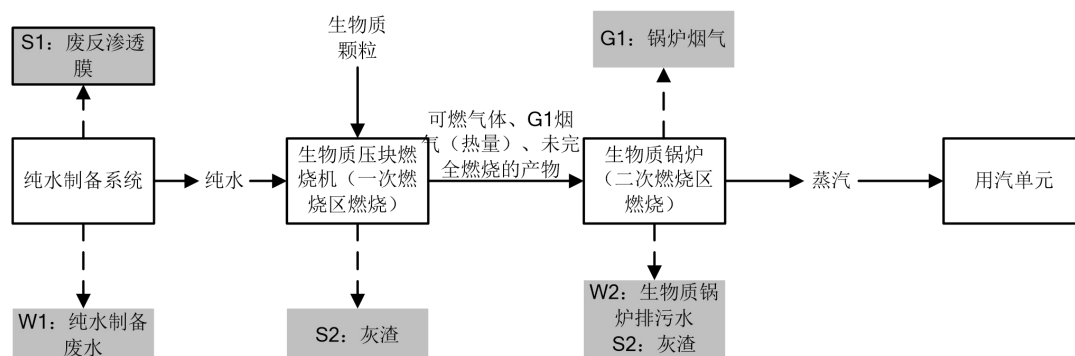 S1：废反渗透
膜
生物质
颗粒
G1：锅炉烟气
纯水制备系统
纯水
生物质压块燃
烧机（一次燃
烧区燃烧）
可燃气体、G1烟
气（热量）、未完
全燃烧的产物
生物质锅炉
（二次燃烧区
燃烧）
蒸汽
用汽单元
W1：纯水制备
废水
S2：灰渣
W2：生物质锅
炉排污水
S2：灰渣